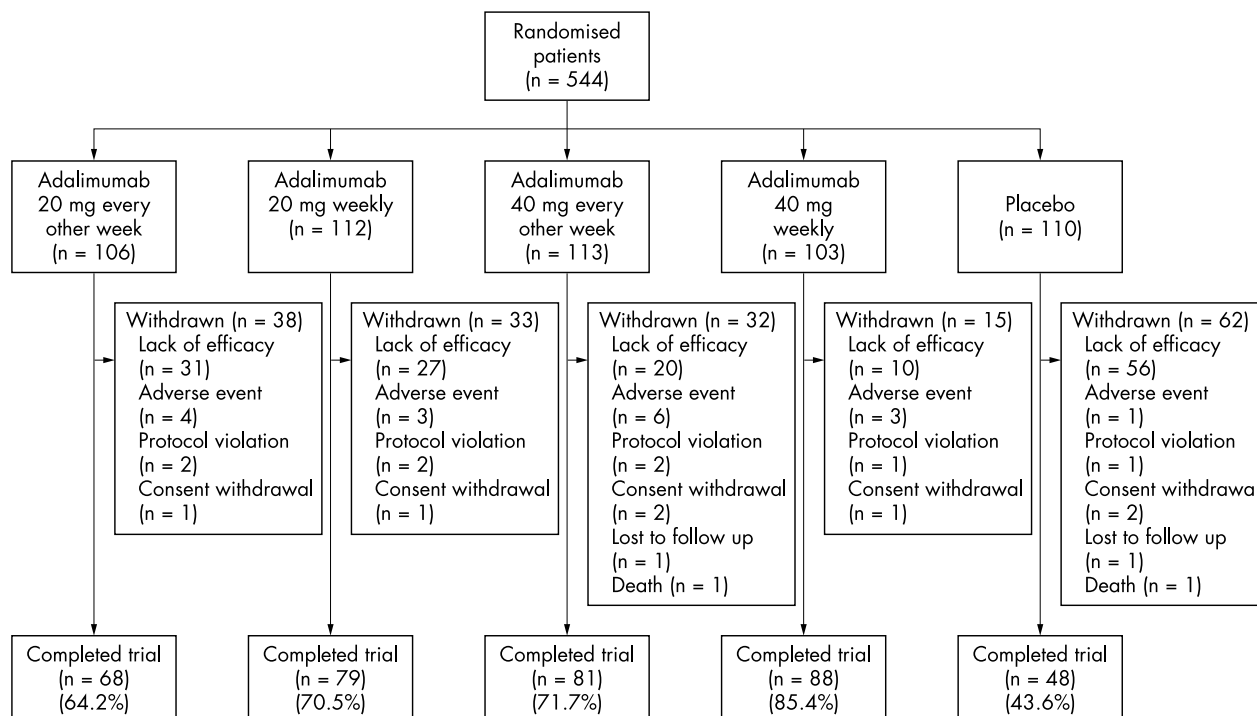 Randomised
patients
(n = 544)
Adalimumab
20 mg every
other week
(n = 106)
Adalimumab
20 mg weekly
(n = 112)
Adalimumab
40 mg every
other week
(n = 113)
Adalimumab
40 mg
weekly
(n = 103)
Placebo
(n = 110)
Withdrawn (n = 38)
Lack of efficacy
(n = 31)
Adverse event
(n = 4)
Protocol violation
(n = 2)
Consent withdrawal
(n = 1)
Withdrawn (n = 33)
Lack of efficacy
(n = 27)
Adverse event
(n = 3)
Protocol violation
(n = 2)
Consent withdrawal
(n = 1)
Withdrawn (n = 32)
Lack of efficacy
(n = 20)
Adverse event
(n = 6)
Protocol violation
(n = 2)
Consent withdrawal
(n = 2)
Lost to follow up
(n = 1)
Death (n = 1)
Withdrawn (n = 15)
Lack of efficacy
(n = 10)
Adverse event
(n = 3)
Protocol violation
(n = 1)
Consent withdrawal
(n = 1)
Withdrawn (n = 62)
Lack of efficacy
(n = 56)
Adverse event
(n = 1)
Protocol violation
(n = 1)
Consent withdrawa
(n = 2)
Lost to follow up
(n = 1)
Death (n = 1)
Completed trial
(n = 68)
(64.2%)
Completed trial
(n = 79)
(70.5%)
Completed trial
(n = 81)
(71.7%)
Completed trial
(n = 88)
(85.4%)
Completed trial
(n = 48)
(43.6%)